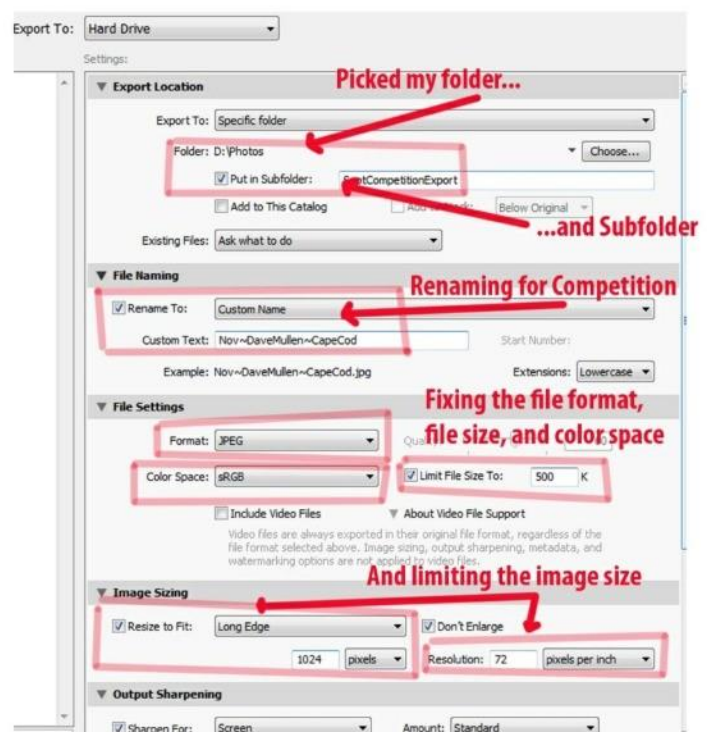 Export To: Hard Drive
Settings:
Export Location
Picked my folder...
Export To: Specific folder
Folder: D:\Photos Choose...
Put in Subfolder: SeptCompetitionExport
Add to This Catalog Below Original
...and Subfolder
Existing Files: Ask what to do
File Naming
Renaming for Competition
Rename To: Custom Name
Custom Text: Nov~DaveMullen~CapeCod Start Number:
Example: Nov~DaveMullen~CapeCod.jpg Extensions: Lowercase
File Settings
Fixing the file format,
file size, and color space
Format: JPEG
Color Space: sRGB Limit File Size To: 500 K
Include Video Files About Video File Support
Video files are always exported in their original file format, regardless of the
file format selected above. Image sizing, output sharpening, metadata, and
watermarking options are not applied to video files.
And limiting the image size
Image Sizing
Resize to Fit: Long Edge Don't Enlarge
1024 pixels Resolution: 72 pixels per inch
Output Sharpening
Sharpen For: Screen Amount: Standard